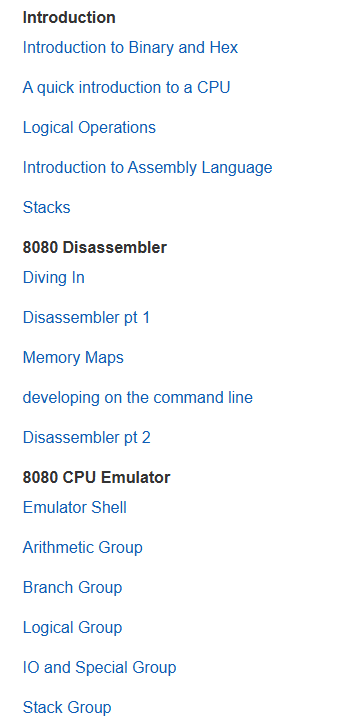 Introduction
Introduction to Binary and Hex
A quick introduction to a CPU
Logical Operations
Introduction to Assembly Language
Stacks
8080 Disassembler
Diving In
Disassembler pt 1
Memory Maps
developing on the command line
Disassembler pt 2
8080 CPU Emulator
Emulator Shell
Arithmetic Group
Branch Group
Logical Group
IO and Special Group
Stack Group